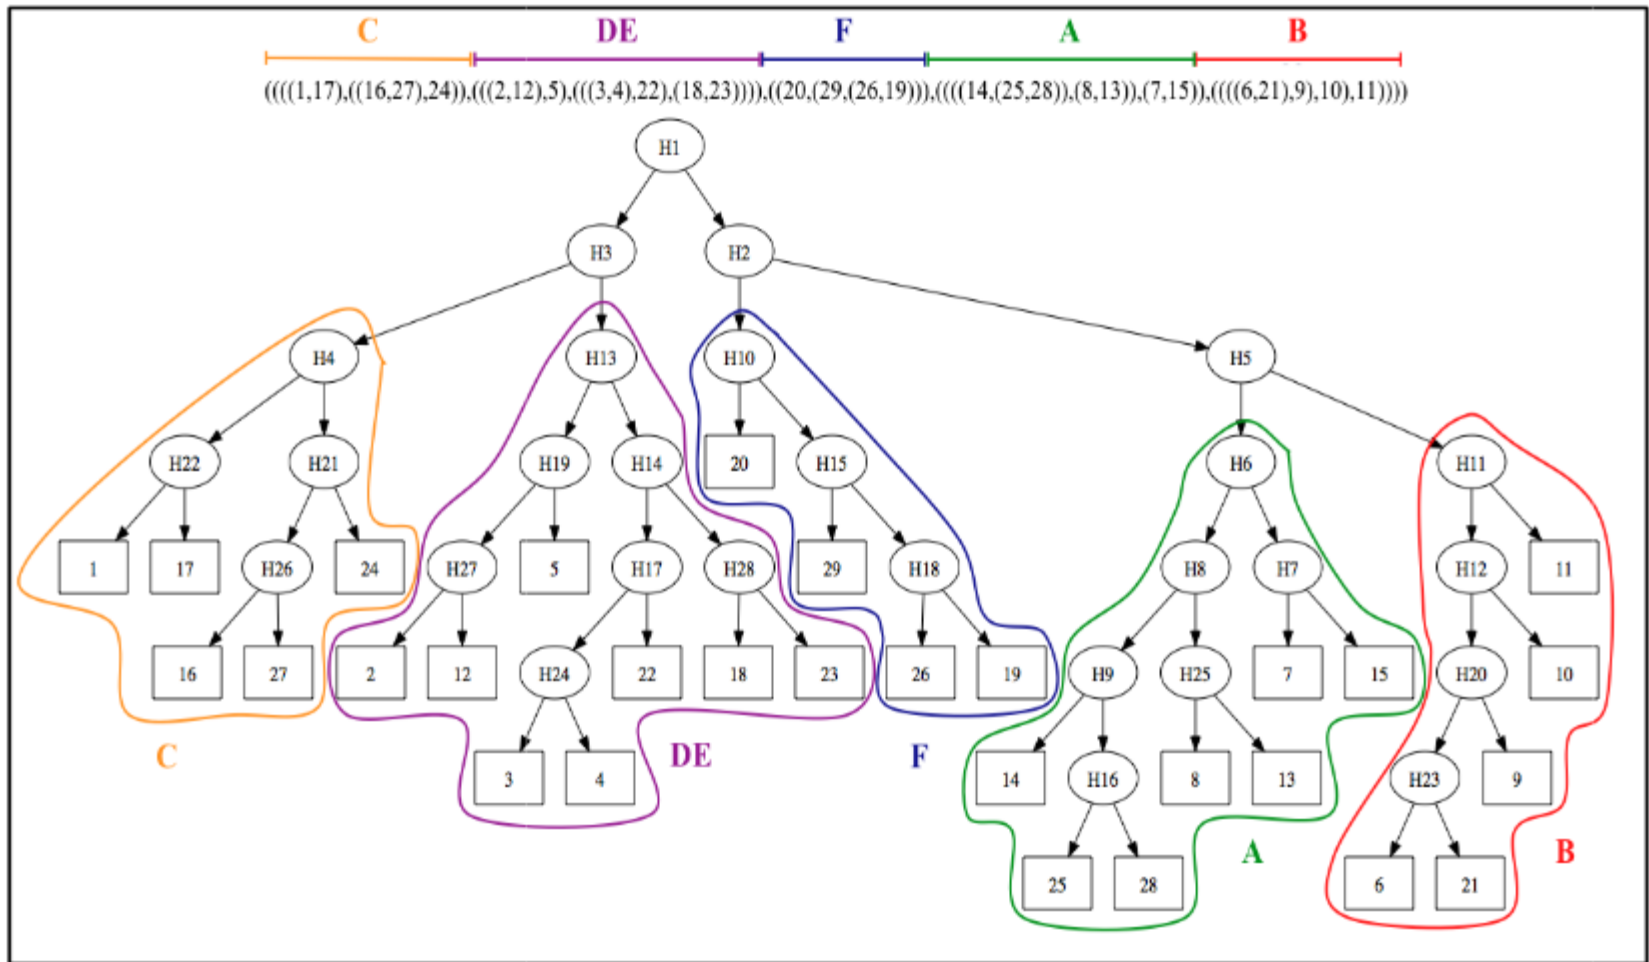 C DE F A B
((((1,17),((16,27),24)),(((2,12),5),(((3,4),22),(18,23)))),((20,(29,(26,19))),((((14,(25,28)),(8,13)),(7,15)),((((6,21),9),10),11))))
H1
H3 H2
H4 H13 H10 H5
H22 H21 H19 H14 20 H15 H6 H11
1 17 H26 24 H27 5 H17 H28 29 H18 H8 H7 H12 11
16 27 2 12 H24 22 18 23 26 19 H9 H25 7 15 H20 10
C 3 4 DE F 14 H16 8 13 H23 9
25 28 A 6 21 B